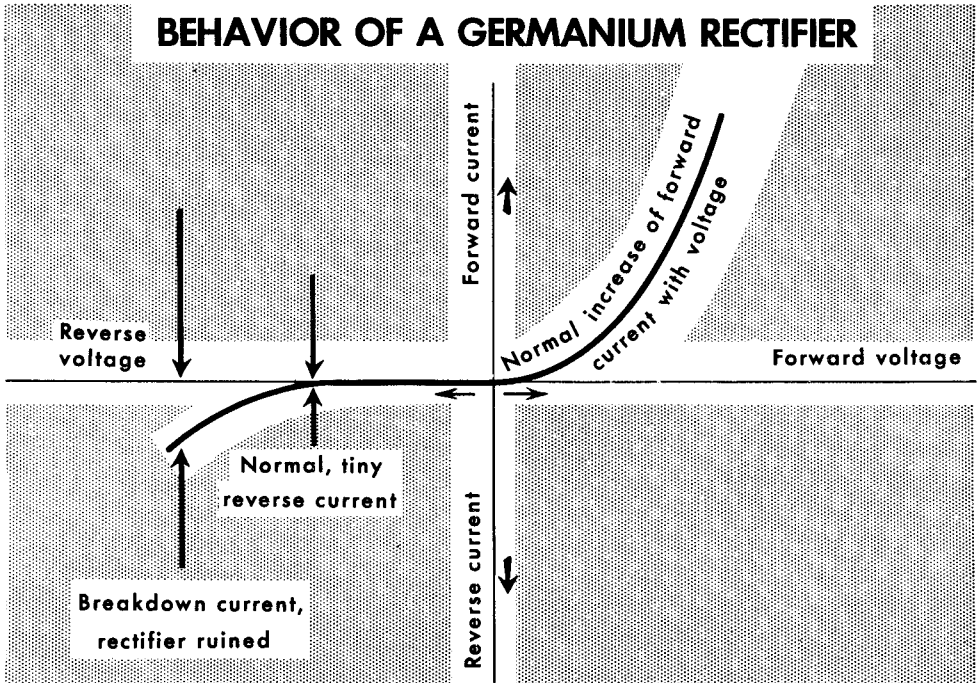 BEHAVIOR OF A GERMANIUM RECTIFIER
Forward current
Normal increase of forward
current with voltage
Reverse
voltage
Forward voltage
Normal, tiny
reverse current
Reverse current
Breakdown current,
rectifier ruined